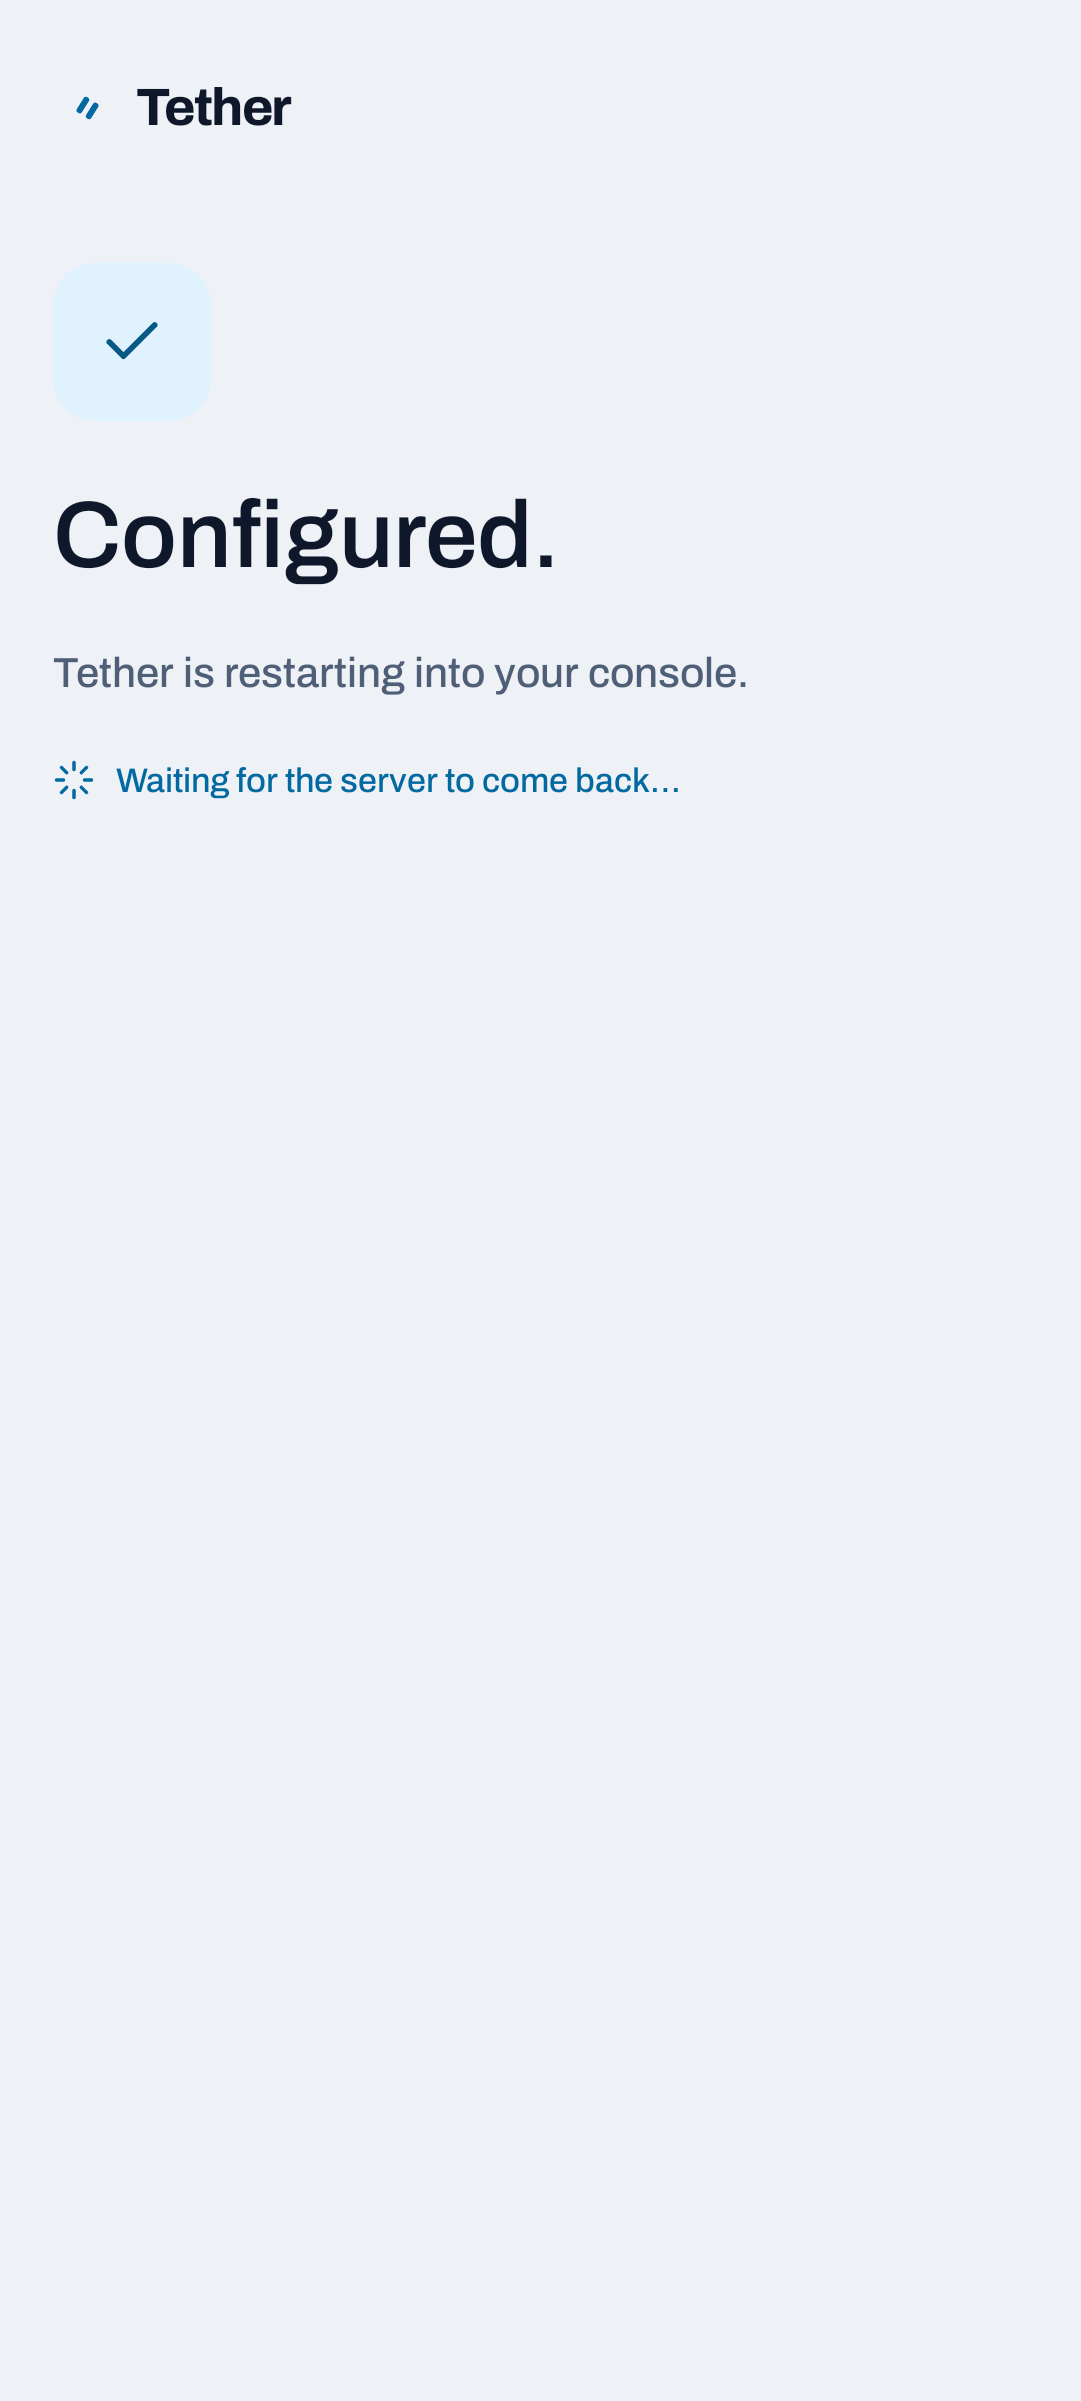 Tether
Configured.
Tether is restarting into your console.
Waiting for the server to come back…